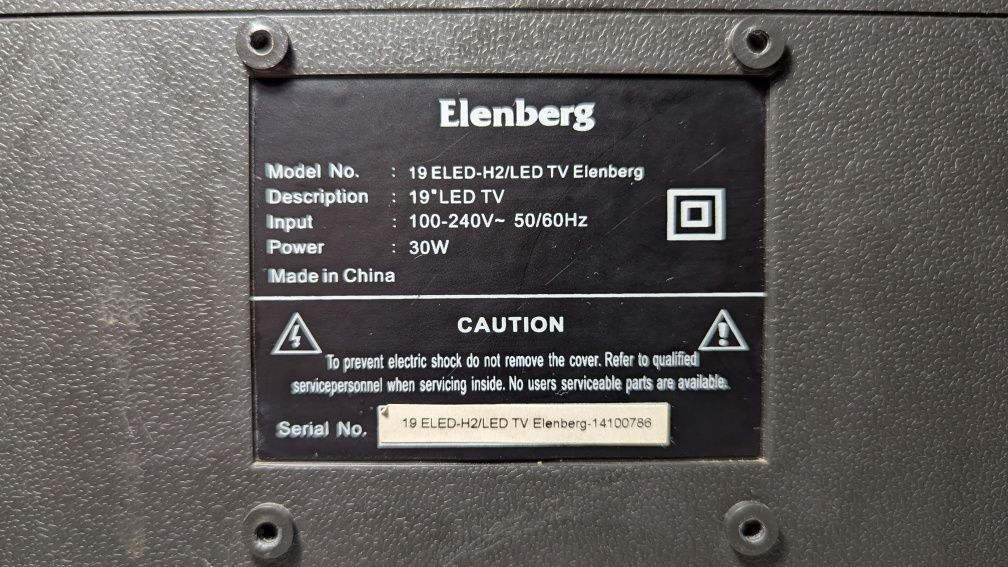 Elenberg
Model No. : 19 ELED-H2/LED TV Elenberg
Description : 19"LED TV
Input : 100-240V~ 50/60Hz
Power : 30W
Made in China
CAUTION
To prevent electric shock do not remove the cover. Refer to qualified
servicepersonnel when servicing inside. No users serviceable parts are available.
Serial No. 19 ELED-H2/LED TV Elenberg-14100786